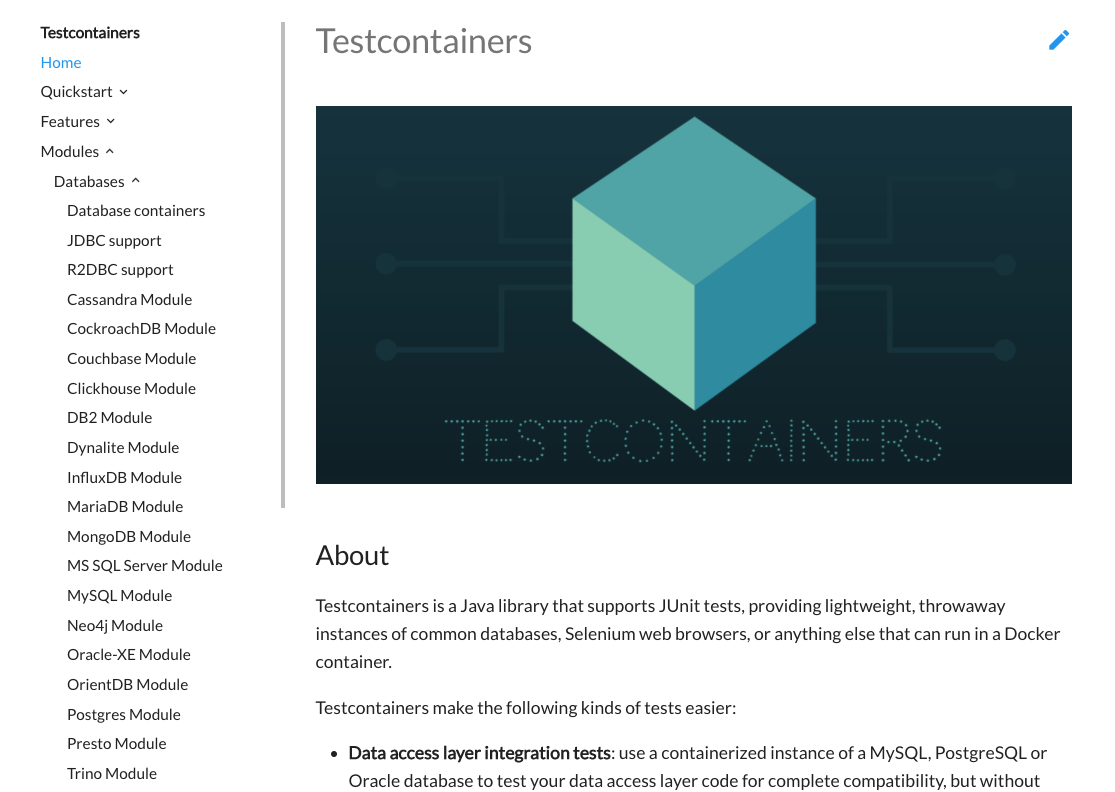 Testcontainers
Home
Quickstart
Features
Modules
Databases
Database containers
JDBC support
R2DBC support
Cassandra Module
CockroachDB Module
Couchbase Module
Clickhouse Module
DB2 Module
Dynalite Module
InfluxDB Module
MariaDB Module
MongoDB Module
MS SQL Server Module
MySQL Module
Neo4j Module
Oracle-XE Module
OrientDB Module
Postgres Module
Presto Module
Trino Module
Testcontainers
TESTCONTAINERS
About
Testcontainers is a Java library that supports JUnit tests, providing lightweight, throwaway
instances of common databases, Selenium web browsers, or anything else that can run in a Docker
container.
Testcontainers make the following kinds of tests easier:
• Data access layer integration tests: use a containerized instance of a MySQL, PostgreSQL or
Oracle database to test your data access layer code for complete compatibility, but without